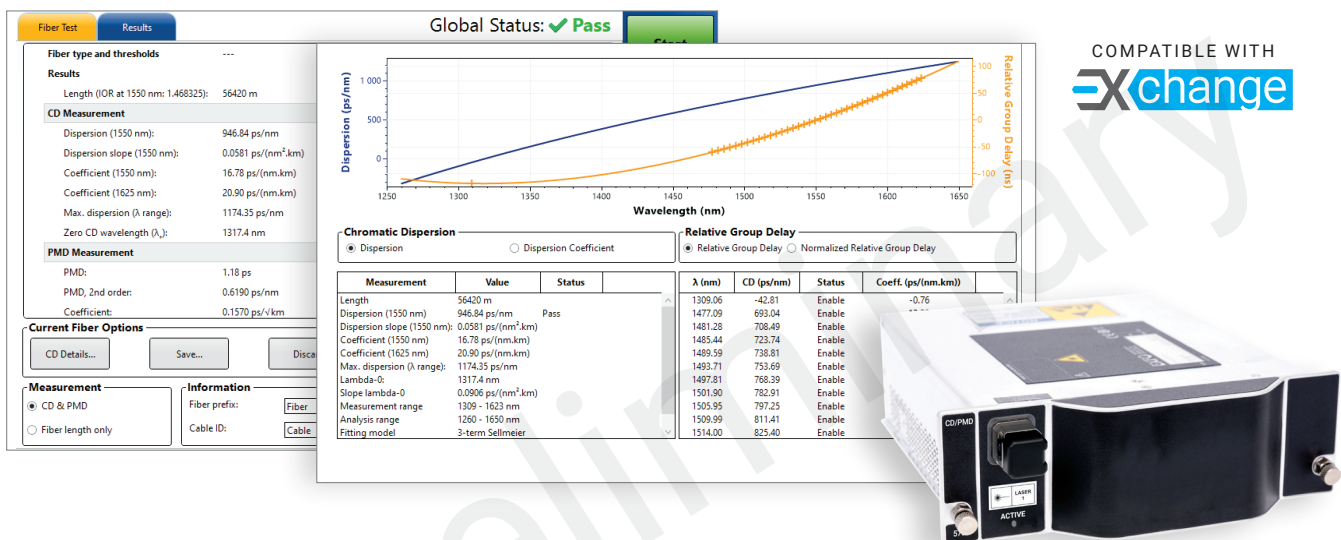 Fiber Test
Results
Global Status: ✔ Pass
Start
Fiber type and thresholds ---
Results
Length (IOR at 1550 nm: 1.468325): 56420 m
CD Measurement
Dispersion (1550 nm): 946.84 ps/nm
Dispersion slope (1550 nm): 0.0581 ps/(nm².km)
Coefficient (1550 nm): 16.78 ps/(nm.km)
Coefficient (1625 nm): 20.90 ps/(nm.km)
Max. dispersion (λ range): 1174.35 ps/nm
Zero CD wavelength (λ₀): 1317.4 nm
PMD Measurement
PMD: 1.18 ps
PMD, 2nd order: 0.6190 ps/nm
Coefficient: 0.1570 ps/√km
Current Fiber Options
CD Details...
Save...
Measurement
CD & PMD
Fiber length only
Information
Fiber prefix: Fiber
Cable ID: Cable
Dispersion (ps/nm)
1 000
500
0
Relative Group Delay (ns)
100
50
0
-50
-100
1250 1300 1350 1400 1450 1500 1550 1600 1650
Wavelength (nm)
Chromatic Dispersion
Dispersion
Dispersion Coefficient
Relative Group Delay
Relative Group Delay
Normalized Relative Group Delay
Measurement Value Status
Length 56420 m
Dispersion (1550 nm) 946.84 ps/nm Pass
Dispersion slope (1550 nm): 0.0581 ps/(nm².km)
Coefficient (1550 nm) 16.78 ps/(nm.km)
Coefficient (1625 nm) 20.90 ps/(nm.km)
Max. dispersion (λ range): 1174.35 ps/nm
Lambda-0: 1317.4 nm
Slope lambda-0 0.0906 ps/(nm².km)
Measurement range 1309 - 1623 nm
Analysis range 1260 - 1650 nm
Fitting model 3-term Sellmeier
λ (nm) CD (ps/nm) Status Coeff. (ps/(nm.km))
1309.06 -42.81 Enable -0.76
1477.09 693.04 Enable
1481.28 708.49 Enable
1485.44 723.74 Enable
1489.59 738.81 Enable
1493.71 753.69 Enable
1497.81 768.39 Enable
1501.90 782.91 Enable
1505.95 797.25 Enable
1509.99 811.41 Enable
1514.00 825.40 Enable
COMPATIBLE WITH
EXchange
CD/PMD
LASER
1
ACTIVE